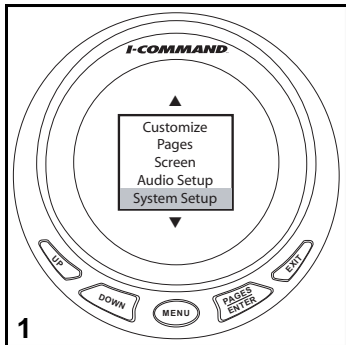 I-COMMAND
Customize
Pages
Screen
Audio Setup
System Setup
UP
DOWN
MENU
PAGES
ENTER
EXIT
1